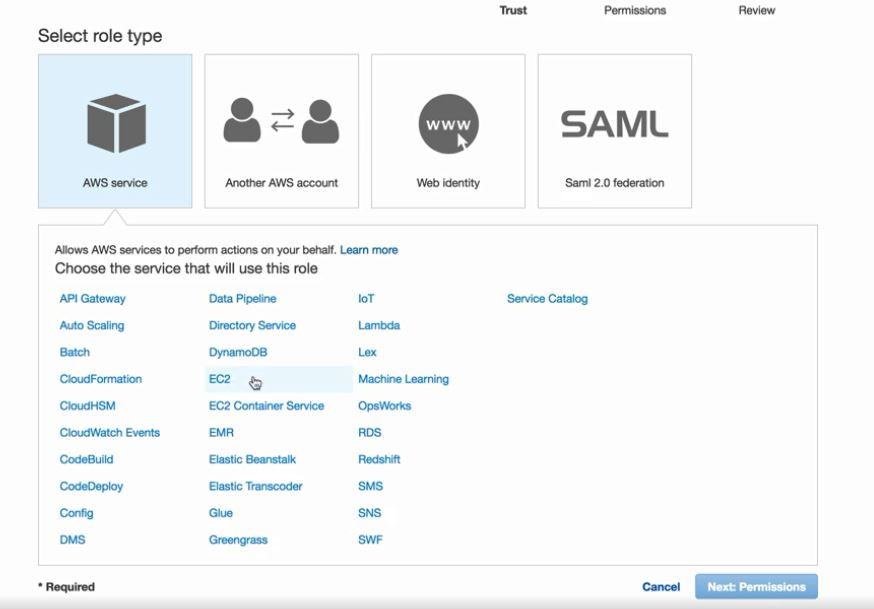 Trust Permissions Review
Select role type
www SAML
AWS service Another AWS account Web identity Saml 2.0 federation
Allows AWS services to perform actions on your behalf. Learn more
Choose the service that will use this role
API Gateway Data Pipeline IoT Service Catalog
Auto Scaling Directory Service Lambda
Batch DynamoDB Lex
CloudFormation EC2 Machine Learning
CloudHSM EC2 Container Service OpsWorks
CloudWatch Events EMR RDS
CodeBuild Elastic Beanstalk Redshift
CodeDeploy Elastic Transcoder SMS
Config Glue SNS
DMS Greengrass SWF
* Required Cancel Next: Permissions